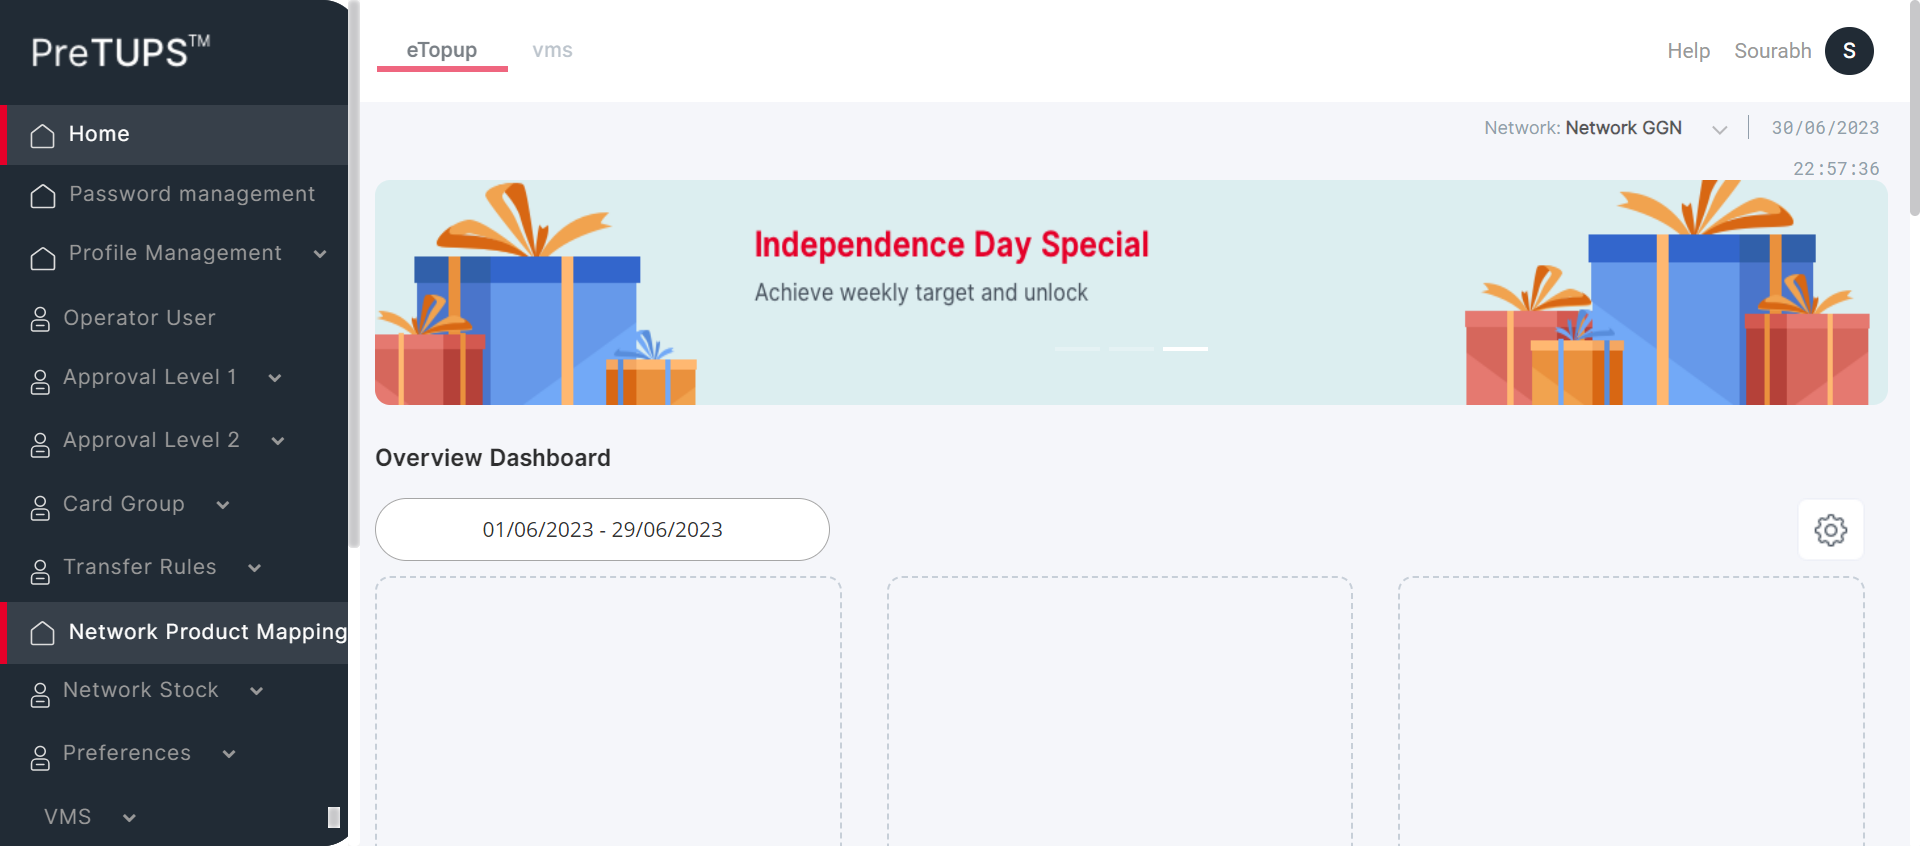 PreTUPS™
Home
Password management
Profile Management
Operator User
Approval Level 1
Approval Level 2
Card Group
Transfer Rules
Network Product Mapping
Network Stock
Preferences
VMS
eTopup
vms
Help
Sourabh
S
Network: Network GGN
30/06/2023
22:57:36
Independence Day Special
Achieve weekly target and unlock
Overview Dashboard
01/06/2023 - 29/06/2023